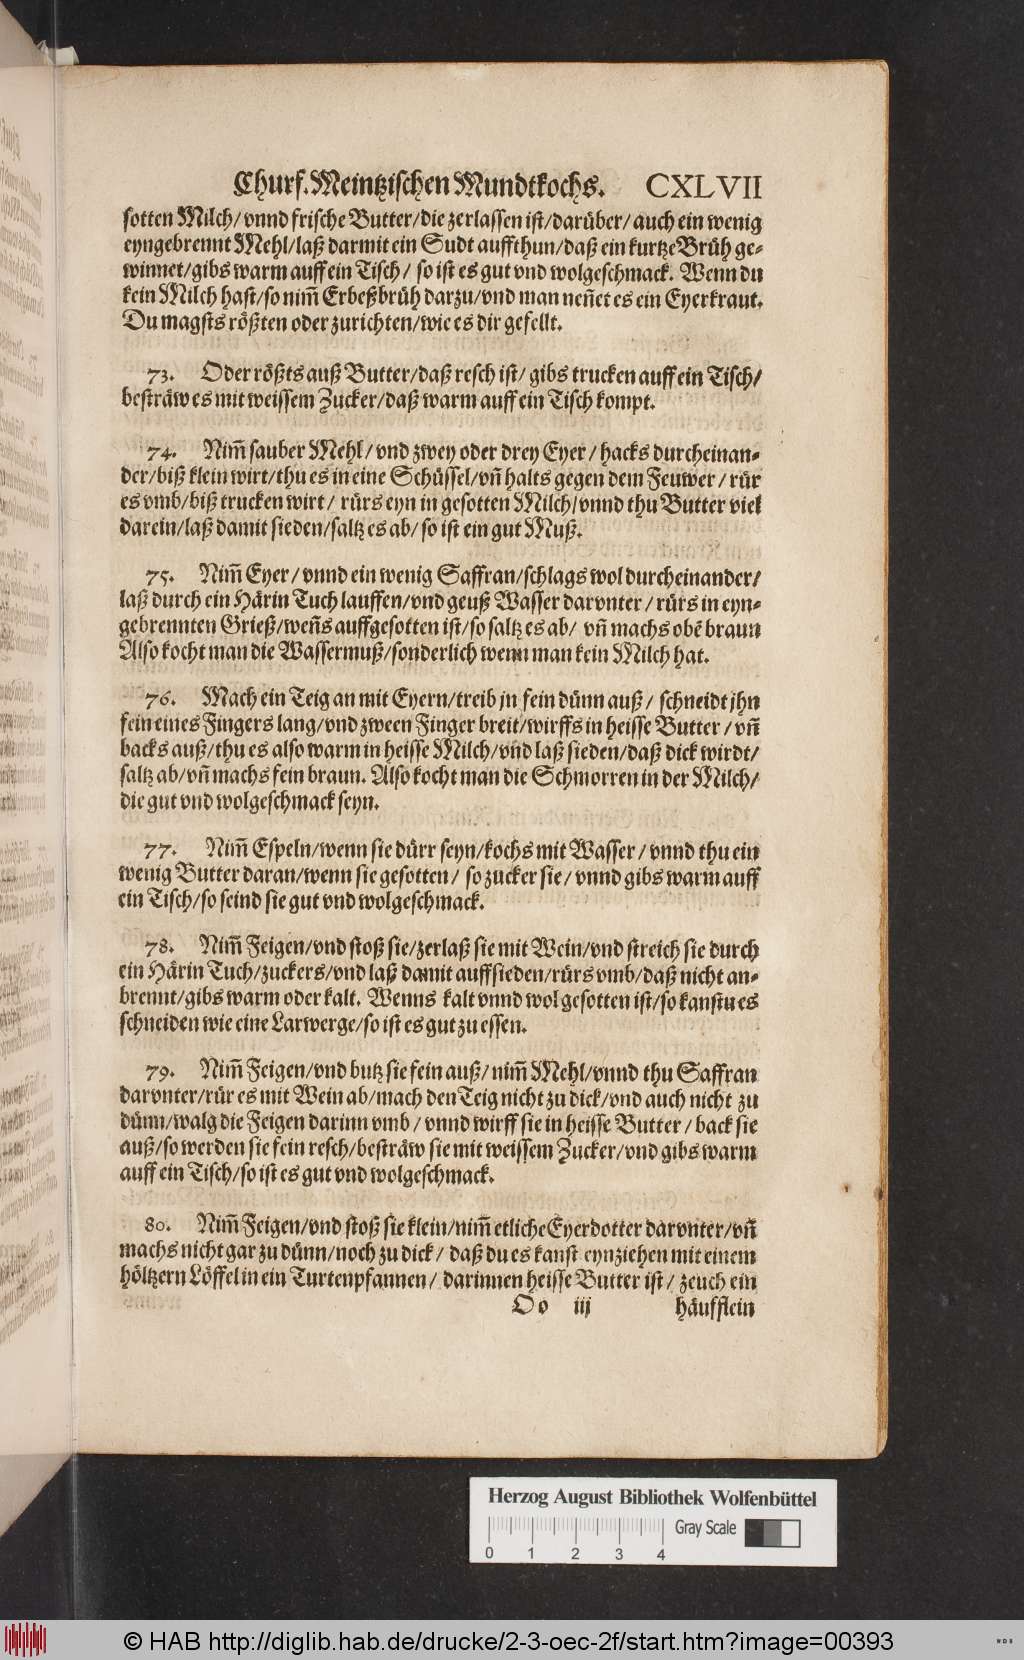 Churf. Meintzischen Mundtkochs. CXLVII
sotten Milch/ vnnd frische Butter/die zerlassen ist/darüber/ auch ein wenig
eyngebrennt Mehl/laß darmit ein Sudt auffthun/daß ein kurtze Brüh ge-
winnet/gibs warm auff ein Tisch/ so ist es gut vnd wolgeschmack. Wenn du
kein Milch hast/so nim̃ Erbeßbrüh darzu/vnd man neñet es ein Eyerkraut.
Du magsts rößten oder zurichten/wie es dir gefellt.
73. Oder rößts auß Butter/daß resch ist/ gibs trucken auff ein Tisch/
besträw es mit weissem Zucker/daß warm auff ein Tisch kompt.
74. Nim̃ sauber Mehl/ vnd zwey oder drey Eyer/ hacks durcheinan-
der/biß klein wirt/thu es in eine Schüssel/vñ halts gegen dem Feuwer/ rür
es vmb/biß trucken wirt/ rürs eyn in gesotten Milch/vnnd thu Butter viel
darein/laß damit sieden/saltz es ab/ so ist ein gut Muß.
75. Nim̃ Eyer/ vnnd ein wenig Saffran/schlags wol durcheinander/
laß durch ein Härin Tuch lauffen/vnd geuß Wasser darvnter/ rürs in eyn-
gebrennten Grieß/weñs auffgesotten ist/so saltz es ab/ vñ machs obẽ braun
Also kocht man die Wassermuß/sonderlich wenn man kein Milch hat.
76. Mach ein Teig an mit Eyern/treib jn fein dünn auß/ schneidt jhn
fein eines Fingers lang/vnd zween Finger breit/wirffs in heisse Butter/ vñ
backs auß/thu es also warm in heisse Milch/vnd laß sieden/daß dick wirdt/
saltz ab/vñ machs fein braun. Also kocht man die Schmorren in der Milch/
die gut vnd wolgeschmack seyn.
77. Nim̃ Espeln/wenn sie dürr seyn/kochs mit Wasser/ vnnd thu ein
wenig Butter daran/wenn sie gesotten/ so zucker sie/ vnnd gibs warm auff
ein Tisch/so seind sie gut vnd wolgeschmack.
78. Nim̃ Feigen/vnd stoß sie/zerlaß sie mit Wein/vnd streich sie durch
ein Härin Tuch/zuckers/vnd laß damit auffsieden/rürs vmb/daß nicht an-
brennt/gibs warm oder kalt. Wenns kalt vnnd wol gesotten ist/so kanstu es
schneiden wie eine Larwerge/so ist es gut zu essen.
79. Nim̃ Feigen/vnd butz sie fein auß/ nim̃ Mehl/vnnd thu Saffran
darvnter/rür es mit Wein ab/mach den Teig nicht zu dick/vnd auch nicht zu
dünn/walg die Feigen darinn vmb/ vnnd wirff sie in heisse Butter/ back sie
auß/so werden sie fein resch/besträw sie mit weissem Zucker/vnd gibs warm
auff ein Tisch/so ist es gut vnd wolgeschmack.
80. Nim̃ Feigen/vnd stoß sie klein/nim̃ etliche Eyerdotter darvnter/vñ
machs nicht gar zu dünn/noch zu dick/ daß du es kanst eynziehen mit einem
höltzern Löffel in ein Turtenpfannen/ darinnen heisse Butter ist/ zeuch ein
Oo iij häufflein
Herzog August Bibliothek Wolfenbüttel
Gray Scale
0 1 2 3 4
© HAB http://diglib.hab.de/drucke/2-3-oec-2f/start.htm?image=00393